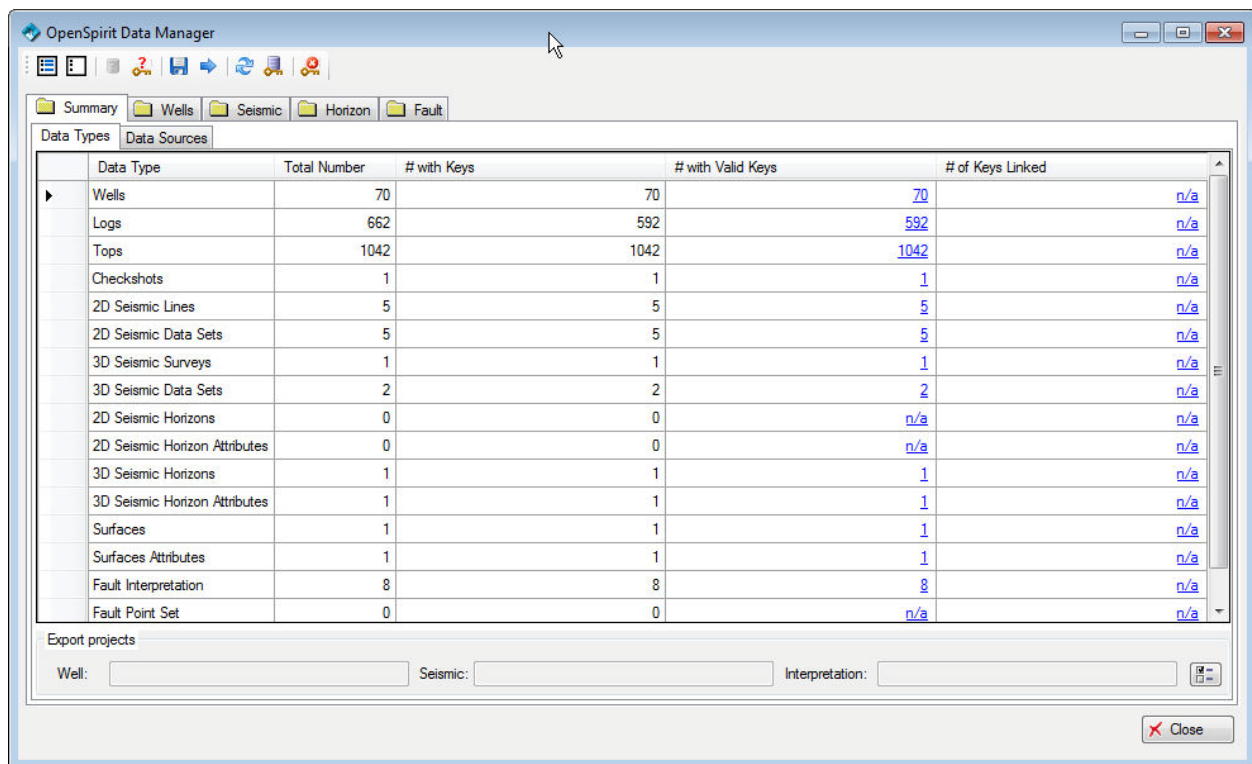 OpenSpirit Data Manager
Summary Wells Seismic Horizon Fault
Data Types Data Sources
Data Type Total Number # with Keys # with Valid Keys # of Keys Linked
Wells 70 70 70 n/a
Logs 662 592 592 n/a
Tops 1042 1042 1042 n/a
Checkshots 1 1 1 n/a
2D Seismic Lines 5 5 5 n/a
2D Seismic Data Sets 5 5 5 n/a
3D Seismic Surveys 1 1 1 n/a
3D Seismic Data Sets 2 2 2 n/a
2D Seismic Horizons 0 0 n/a n/a
2D Seismic Horizon Attributes 0 0 n/a n/a
3D Seismic Horizons 1 1 1 n/a
3D Seismic Horizon Attributes 1 1 1 n/a
Surfaces 1 1 1 n/a
Surfaces Attributes 1 1 1 n/a
Fault Interpretation 8 8 8 n/a
Fault Point Set 0 0 n/a n/a
Export projects
Well: Seismic: Interpretation:
Close